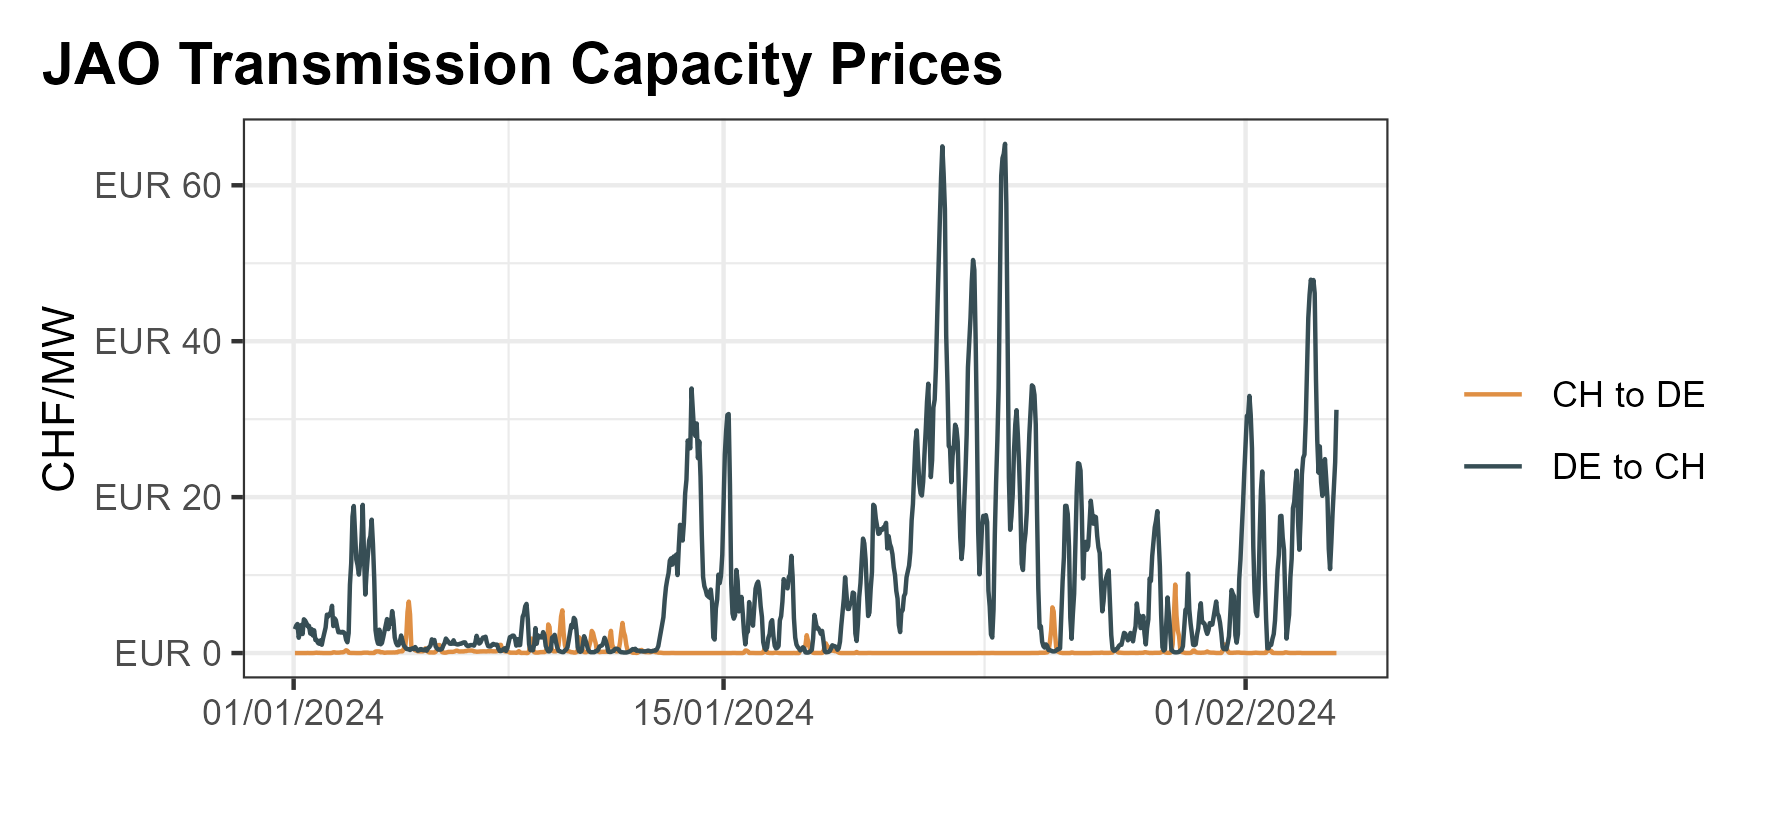 JAO Transmission Capacity Prices
CHF/MW
EUR 60
EUR 40
EUR 20
EUR 0
01/01/2024
15/01/2024
01/02/2024
CH to DE
DE to CH